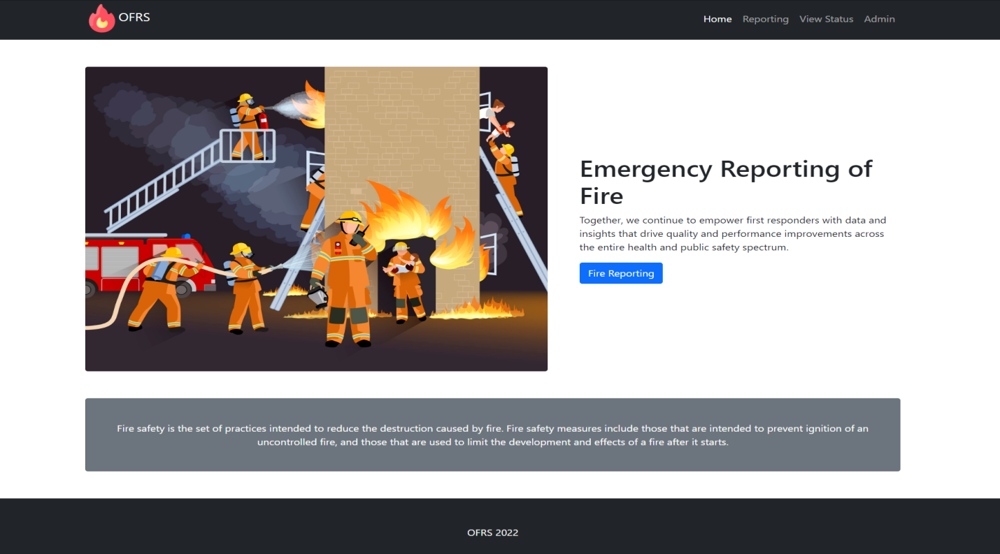 OFRS
Home Reporting View Status Admin
Emergency Reporting of
Fire
Together, we continue to empower first responders with data and
insights that drive quality and performance improvements across
the entire health and public safety spectrum.
Fire Reporting
Fire safety is the set of practices intended to reduce the destruction caused by fire. Fire safety measures include those that are intended to prevent ignition of an
uncontrolled fire, and those that are used to limit the development and effects of a fire after it starts.
OFRS 2022